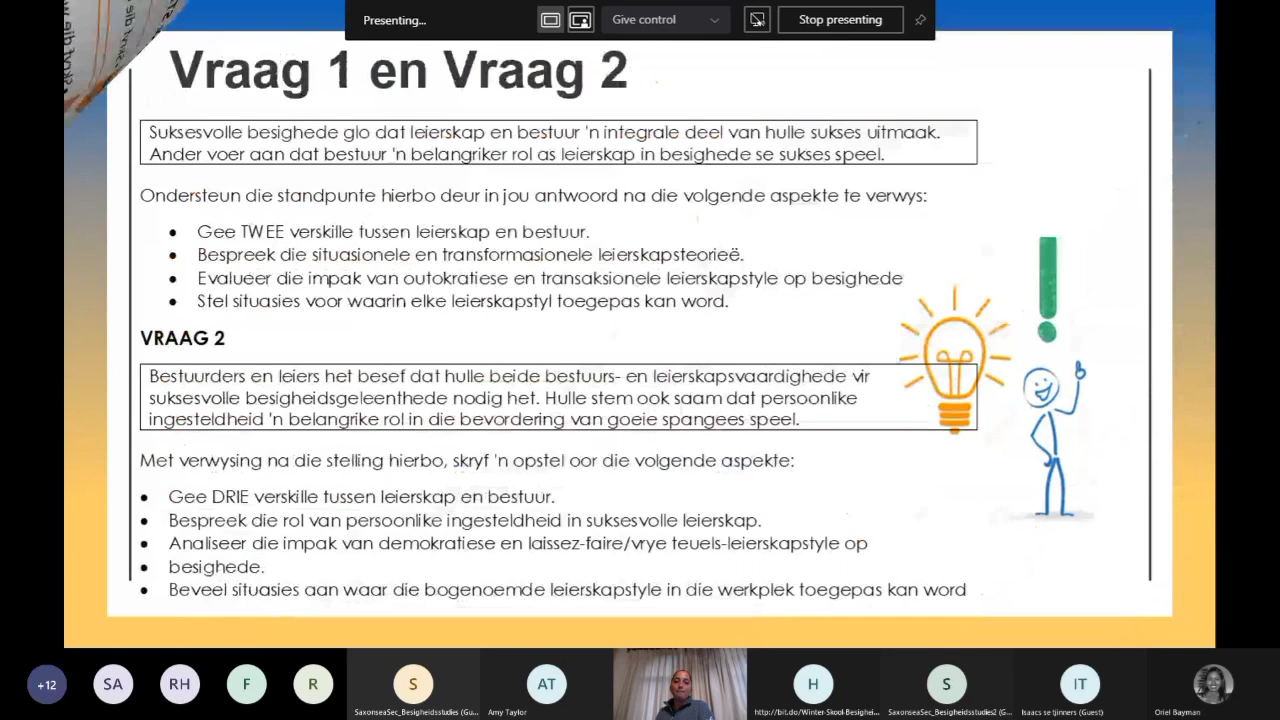 Presenting...
Give control
Stop presenting
Vraag 1 en Vraag 2
Suksesvolle besighede glo dat leierskap en bestuur 'n integrale deel van hulle sukses uitmaak.
Ander voer aan dat bestuur 'n belangriker rol as leierskap in besighede se sukses speel.
Ondersteun die standpunte hierbo deur in jou antwoord na die volgende aspekte te verwys:
• Gee TWEE verskille tussen leierskap en bestuur.
• Bespreek die situasionele en transformasionele leierskapsteorieë.
• Evalueer die impak van outokratiese en transaksionele leierskapstyle op besighede
• Stel situasies voor waarin elke leierskapstyl toegepas kan word.
VRAAG 2
Bestuurders en leiers het besef dat hulle beide bestuurs- en leierskapsvaardighede vir
suksesvolle besigheidsgeleenthede nodig het. Hulle stem ook saam dat persoonlike
ingesteldheid 'n belangrike rol in die bevordering van goeie spangees speel.
Met verwysing na die stelling hierbo, skryf 'n opstel oor die volgende aspekte:
• Gee DRIE verskille tussen leierskap en bestuur.
• Bespreek die rol van persoonlike ingesteldheid in suksesvolle leierskap.
• Analiseer die impak van demokratiese en laissez-faire/vrye teuels-leierskapstyle op
• besighede.
• Beveel situasies aan waar die bogenoemde leierskapstyle in die werkplek toegepas kan word
+12
SA
RH
F
R
S
AT
H
S
IT
SaxonseaSec_Besigheidsstudies (Gu...
Amy Taylor
http://bit.do/Winter-Skool-Besighei...
SaxonseaSec_Besigheidsstudies2 (G...
Isaacs se tjinners (Guest)
Oriel Bayman